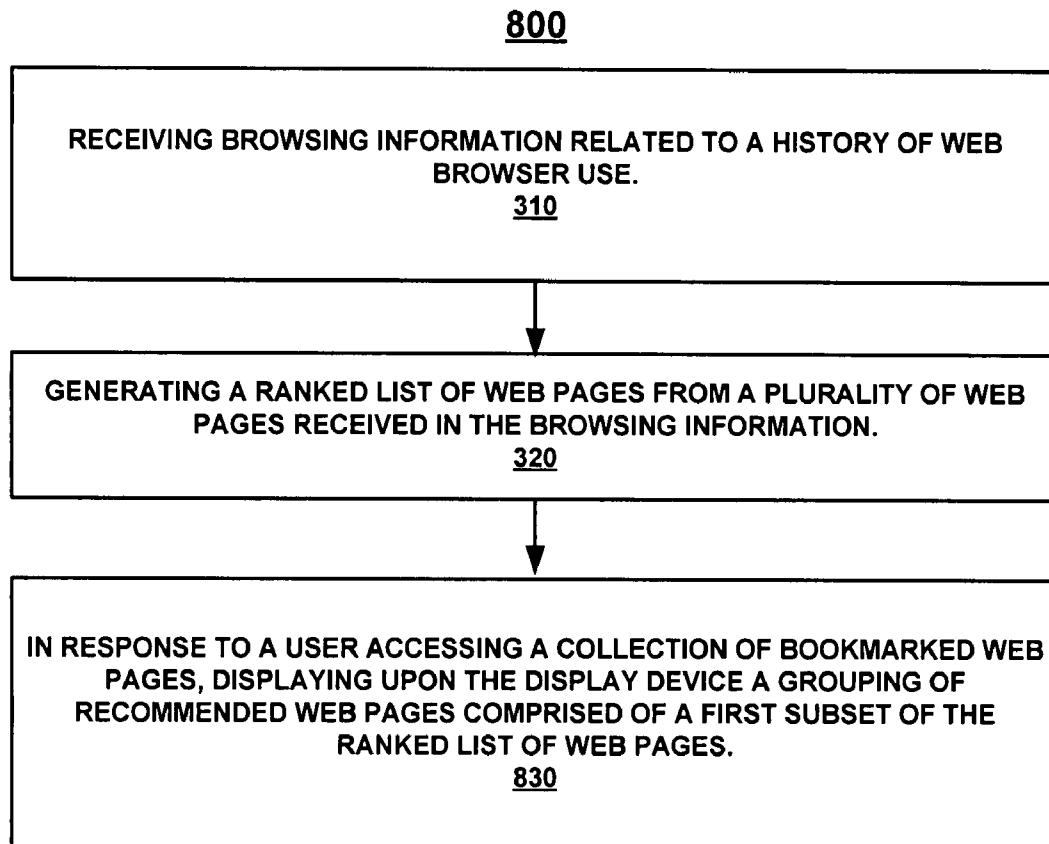 800
RECEIVING BROWSING INFORMATION RELATED TO A HISTORY OF WEB
BROWSER USE.
310
GENERATING A RANKED LIST OF WEB PAGES FROM A PLURALITY OF WEB
PAGES RECEIVED IN THE BROWSING INFORMATION.
320
IN RESPONSE TO A USER ACCESSING A COLLECTION OF BOOKMARKED WEB
PAGES, DISPLAYING UPON THE DISPLAY DEVICE A GROUPING OF
RECOMMENDED WEB PAGES COMPRISED OF A FIRST SUBSET OF THE
RANKED LIST OF WEB PAGES.
830